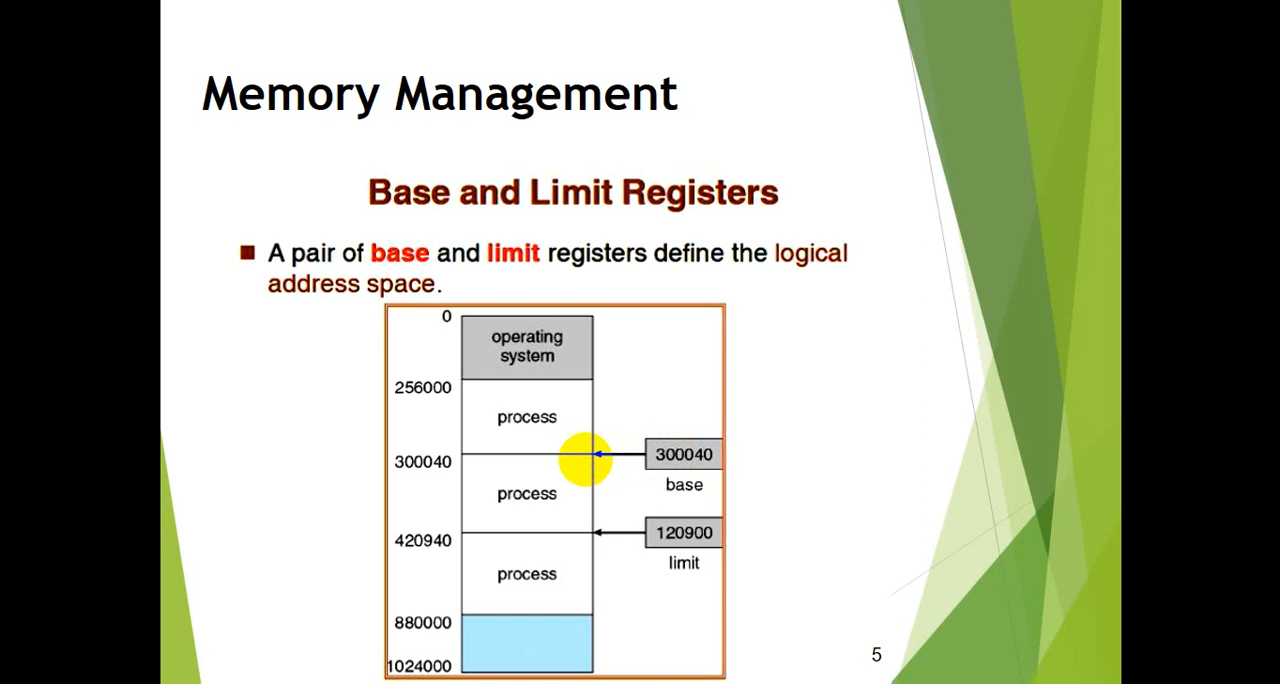 Memory Management
Base and Limit Registers
A pair of base and limit registers define the logical
address space.
0
operating
system
256000
process
300040
300040
base
process
420940
120900
limit
process
880000
1024000
5